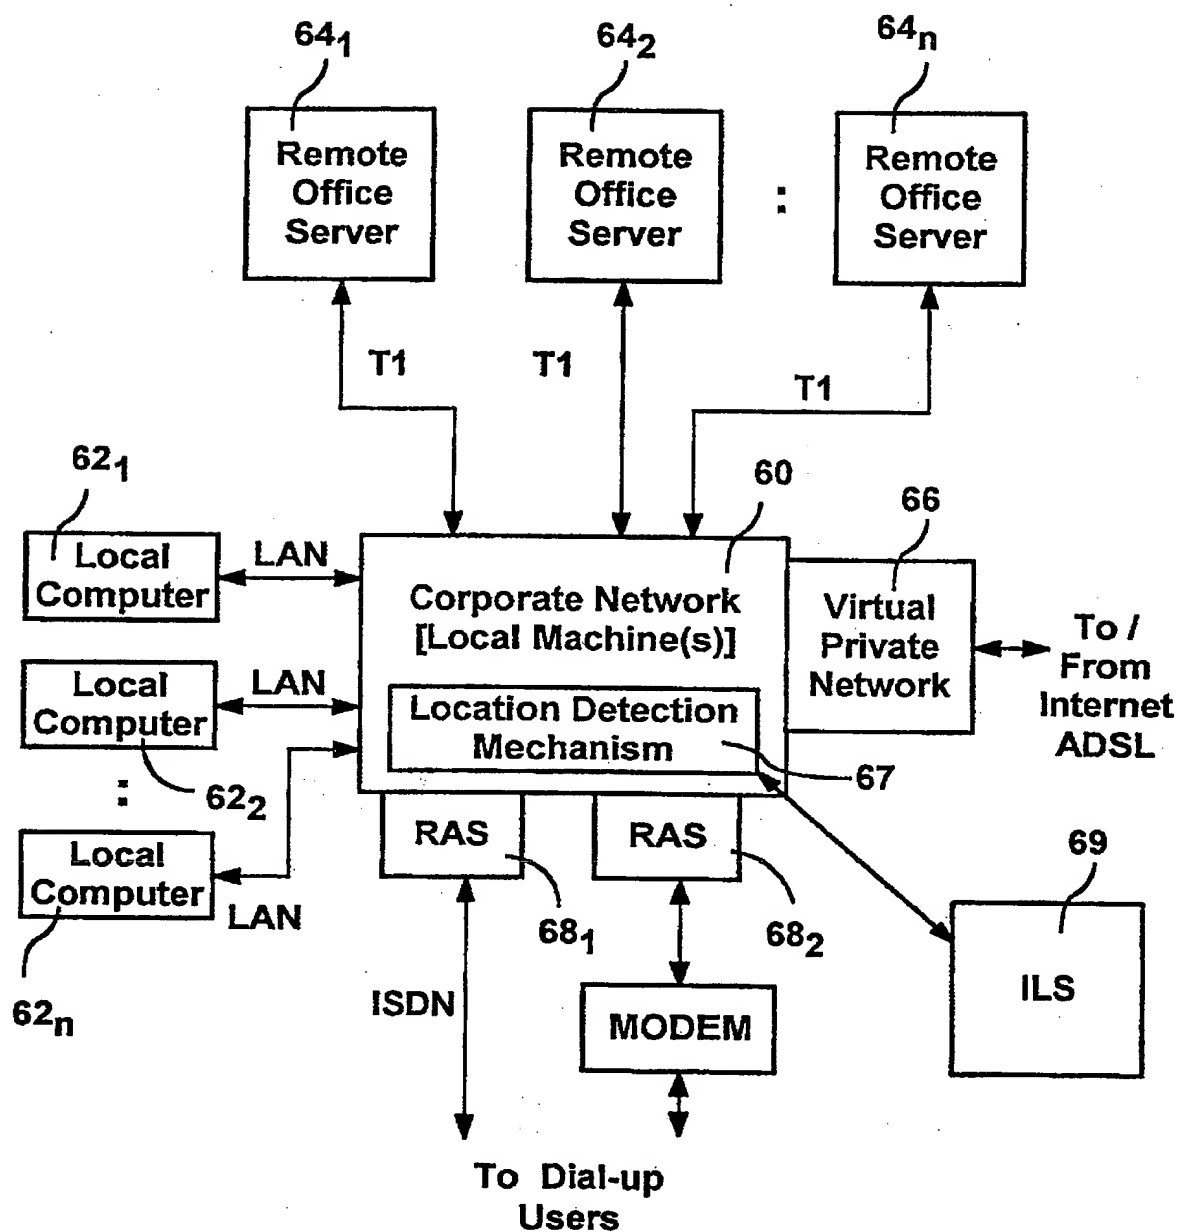 64₁
64₂
64ₙ
Remote
Office
Server
Remote
Office
Server
:
Remote
Office
Server
T1
T1
T1
62₁
60
66
Local
Computer
LAN
Corporate Network
[Local Machine(s)]
Virtual
Private
Network
To /
From
Internet
ADSL
Local
Computer
LAN
Location Detection
Mechanism
67
:
62₂
Local
Computer
LAN
62ₙ
RAS
RAS
68₁
68₂
69
ILS
ISDN
MODEM
To Dial-up
Users